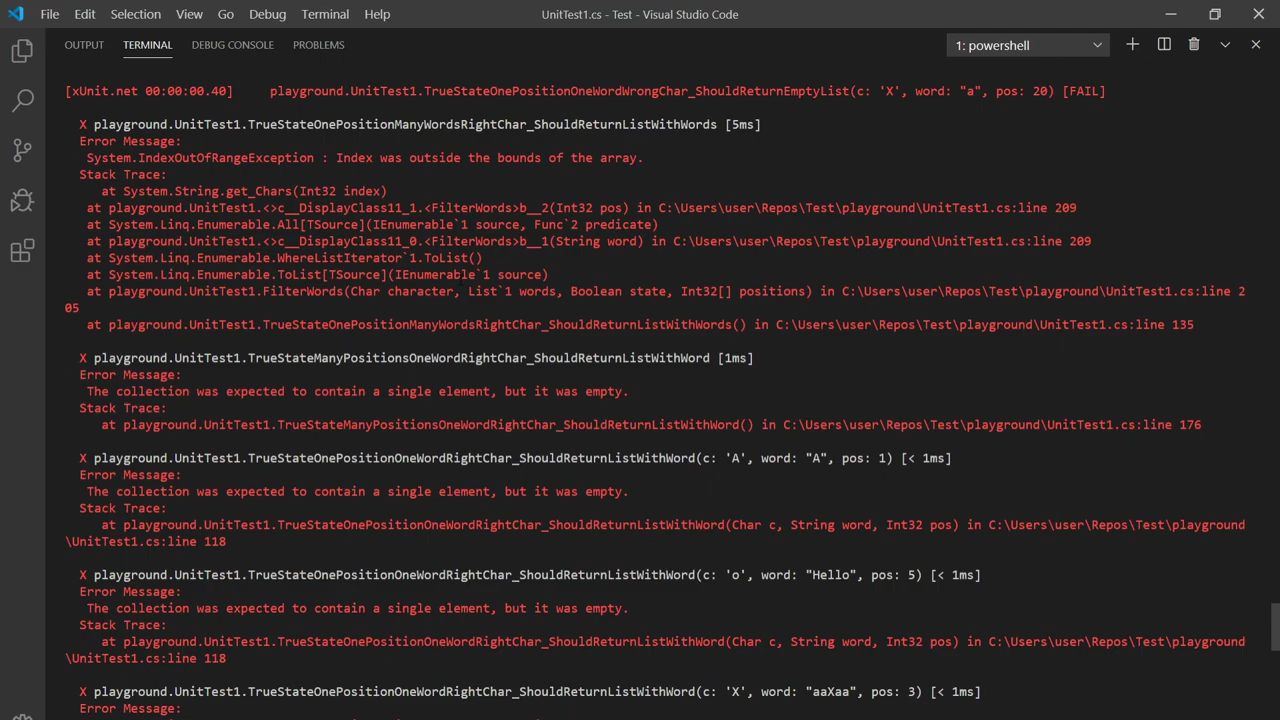 File Edit Selection View Go Debug Terminal Help UnitTest1.cs - Test - Visual Studio Code
OUTPUT TERMINAL DEBUG CONSOLE PROBLEMS 1: powershell
[xUnit.net 00:00:00.40] playground.UnitTest1.TrueStateOnePositionOneWordWrongChar_ShouldReturnEmptyList(c: 'X', word: "a", pos: 20) [FAIL]
X playground.UnitTest1.TrueStateOnePositionManyWordsRightChar_ShouldReturnListWithWords [5ms]
Error Message:
System.IndexOutOfRangeException : Index was outside the bounds of the array.
Stack Trace:
at System.String.get_Chars(Int32 index)
at playground.UnitTest1.<>c__DisplayClass11_1.<FilterWords>b__2(Int32 pos) in C:\Users\user\Repos\Test\playground\UnitTest1.cs:line 209
at System.Linq.Enumerable.All[TSource](IEnumerable`1 source, Func`2 predicate)
at playground.UnitTest1.<>c__DisplayClass11_0.<FilterWords>b__1(String word) in C:\Users\user\Repos\Test\playground\UnitTest1.cs:line 209
at System.Linq.Enumerable.WhereListIterator`1.ToList()
at System.Linq.Enumerable.ToList[TSource](IEnumerable`1 source)
at playground.UnitTest1.FilterWords(Char character, List`1 words, Boolean state, Int32[] positions) in C:\Users\user\Repos\Test\playground\UnitTest1.cs:line 2
05
at playground.UnitTest1.TrueStateOnePositionManyWordsRightChar_ShouldReturnListWithWords() in C:\Users\user\Repos\Test\playground\UnitTest1.cs:line 135
X playground.UnitTest1.TrueStateManyPositionsOneWordRightChar_ShouldReturnListWithWord [1ms]
Error Message:
The collection was expected to contain a single element, but it was empty.
Stack Trace:
at playground.UnitTest1.TrueStateManyPositionsOneWordRightChar_ShouldReturnListWithWord() in C:\Users\user\Repos\Test\playground\UnitTest1.cs:line 176
X playground.UnitTest1.TrueStateOnePositionOneWordRightChar_ShouldReturnListWithWord(c: 'A', word: "A", pos: 1) [< 1ms]
Error Message:
The collection was expected to contain a single element, but it was empty.
Stack Trace:
at playground.UnitTest1.TrueStateOnePositionOneWordRightChar_ShouldReturnListWithWord(Char c, String word, Int32 pos) in C:\Users\user\Repos\Test\playground
\UnitTest1.cs:line 118
X playground.UnitTest1.TrueStateOnePositionOneWordRightChar_ShouldReturnListWithWord(c: 'o', word: "Hello", pos: 5) [< 1ms]
Error Message:
The collection was expected to contain a single element, but it was empty.
Stack Trace:
at playground.UnitTest1.TrueStateOnePositionOneWordRightChar_ShouldReturnListWithWord(Char c, String word, Int32 pos) in C:\Users\user\Repos\Test\playground
\UnitTest1.cs:line 118
X playground.UnitTest1.TrueStateOnePositionOneWordRightChar_ShouldReturnListWithWord(c: 'X', word: "aaXaa", pos: 3) [< 1ms]
Error Message: